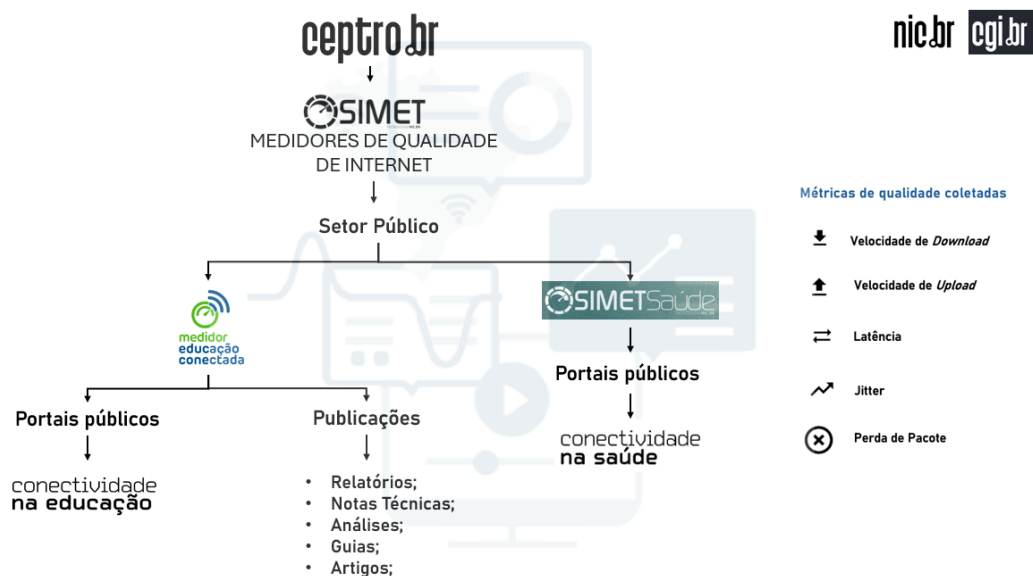 ceptro.br
nic.br cgi.br
SIMET
MEDIDORES DE QUALIDADE
DE INTERNET
Setor Público
medidor
educação
conectada
Portais públicos
conectividade
na educação
Publicações
• Relatórios;
• Notas Técnicas;
• Análises;
• Guias;
• Artigos;
SIMETSaúde
Portais públicos
conectividade
na saúde
Métricas de qualidade coletadas
Velocidade de Download
Velocidade de Upload
Latência
Jitter
Perda de Pacote